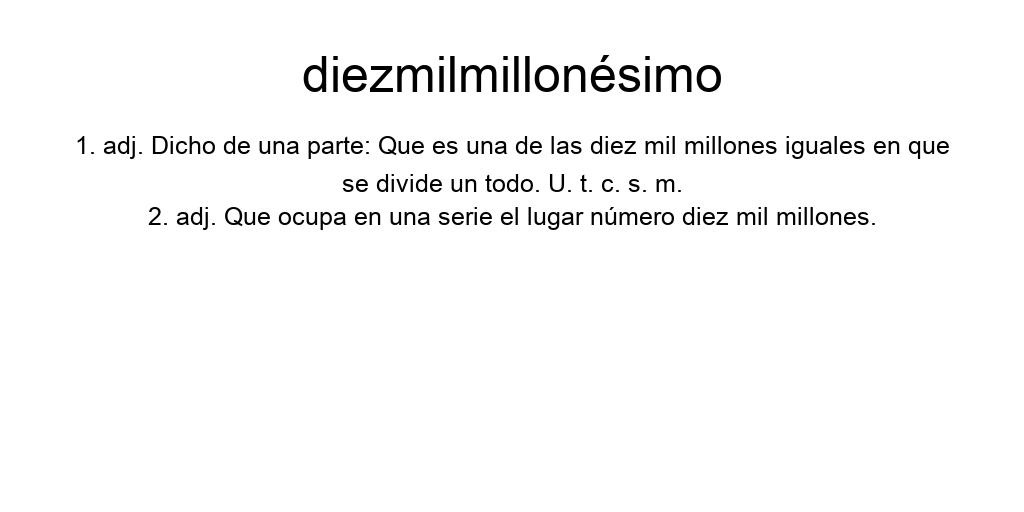 diezmilmillonésimo
1. adj. Dicho de una parte: Que es una de las diez mil millones iguales en que
se divide un todo. U. t. c. s. m.
2. adj. Que ocupa en una serie el lugar número diez mil millones.